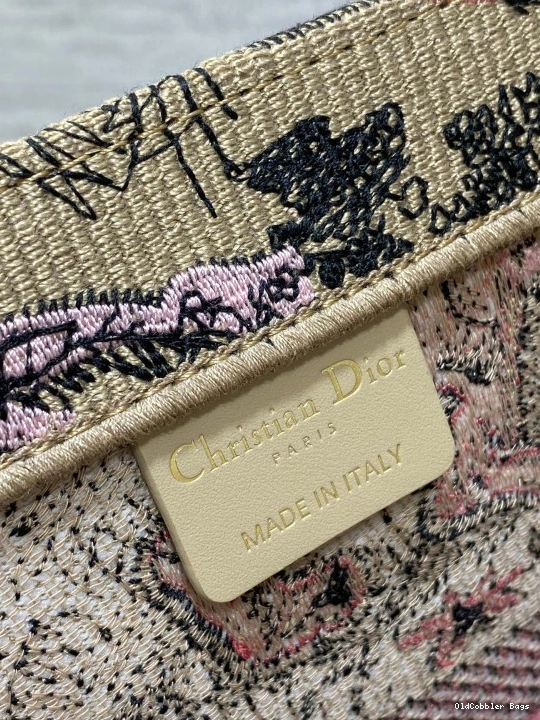 Christian Dior
PARIS
MADE IN ITALY
OldCobbler Bags